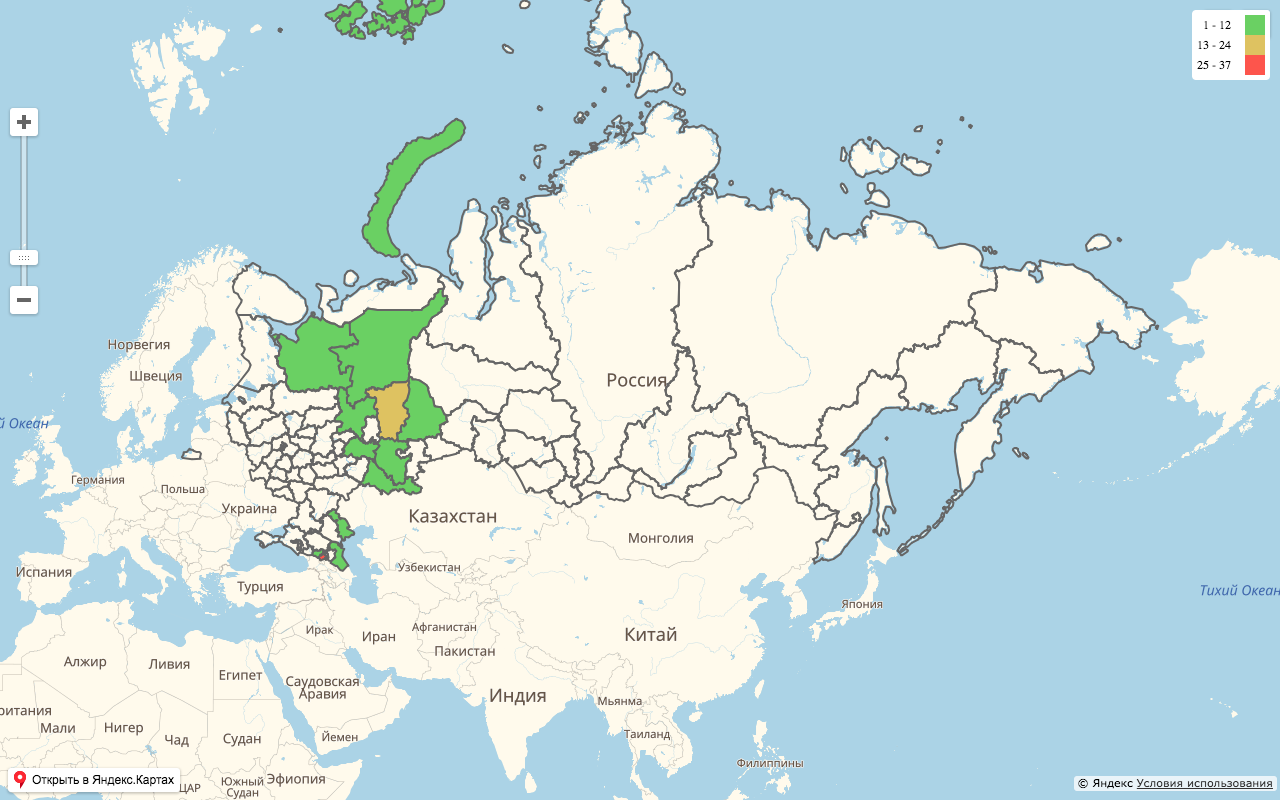 1 - 12
13 - 24
25 - 37
Норвегия
Швеция
Россия
й Океан
Германия
Польша
Украина
Казахстан
Монголия
Испания
Турция
Узбекистан
Тихий Океан
Япония
Ирак
Иран
Афганистан
Пакистан
Китай
Алжир
Ливия
Египет
Саудовская
Аравия
Индия
Мьянма
ритания
Мали
Нигер
Чад
Судан
Йемен
Таиланд
Филиппины
Открыть в Яндекс.Картах
ЦАР
Южный
Судан
Эфиопия
© Яндекс Условия использования